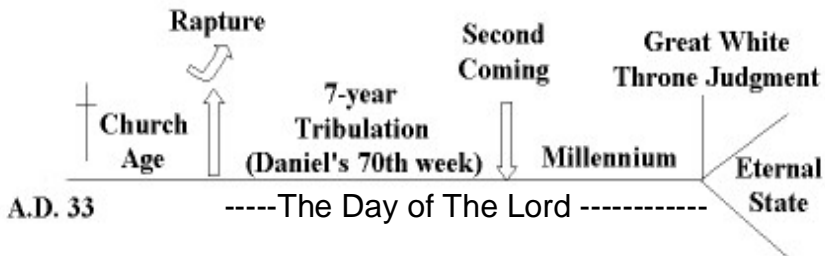 Rapture
Second
Coming
Great White
Throne Judgment
Church
Age
7-year
Tribulation
(Daniel's 70th week)
Millennium
Eternal
State
A.D. 33
-----The Day of The Lord ------------